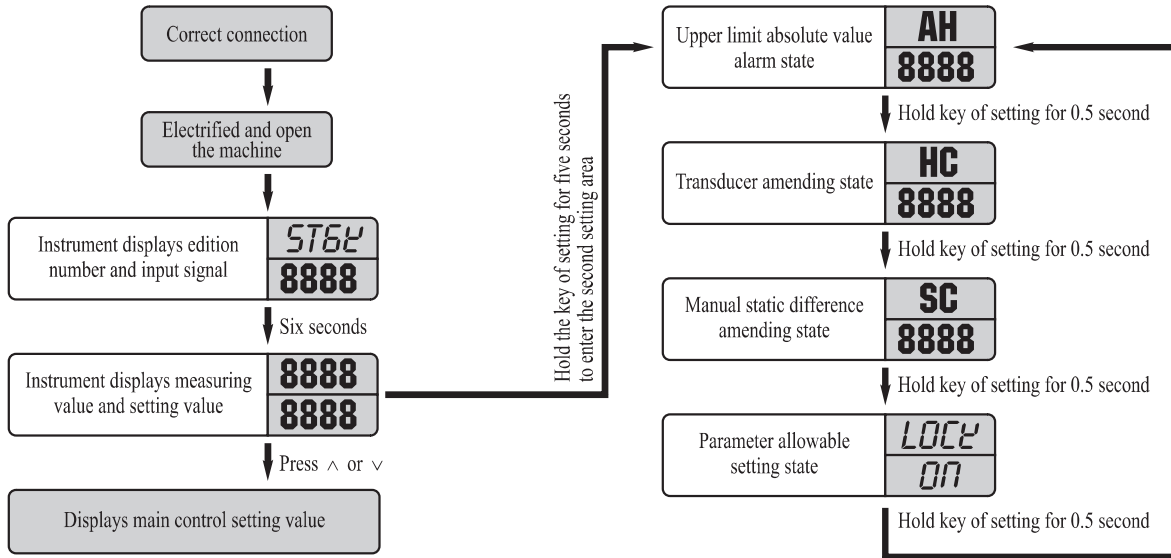 Correct connection
Electrified and open
the machine
Instrument displays edition
number and input signal
STGK
8888
Six seconds
Instrument displays measuring
value and setting value
8888
8888
Press ∧ or ∨
Displays main control setting value
Hold the key of setting for five seconds
to enter the second setting area
Upper limit absolute value
alarm state
AH
8888
Hold key of setting for 0.5 second
Transducer amending state
HC
8888
Hold key of setting for 0.5 second
Manual static difference
amending state
SC
8888
Hold key of setting for 0.5 second
Parameter allowable
setting state
LOCK
ON
Hold key of setting for 0.5 second